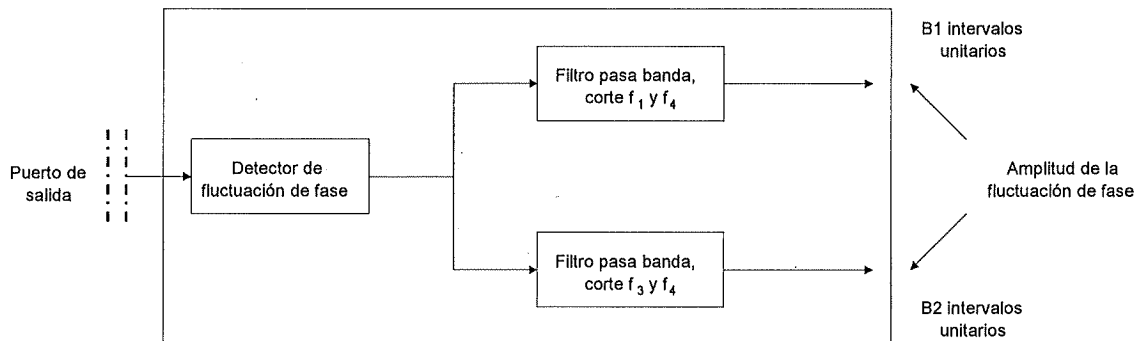 B1 intervalos
unitarios
Filtro pasa banda,
corte f1 y f4
Puerto de
salida
Detector de
fluctuación de fase
Amplitud de la
fluctuación de fase
Filtro pasa banda,
corte f3 y f4
B2 intervalos
unitarios